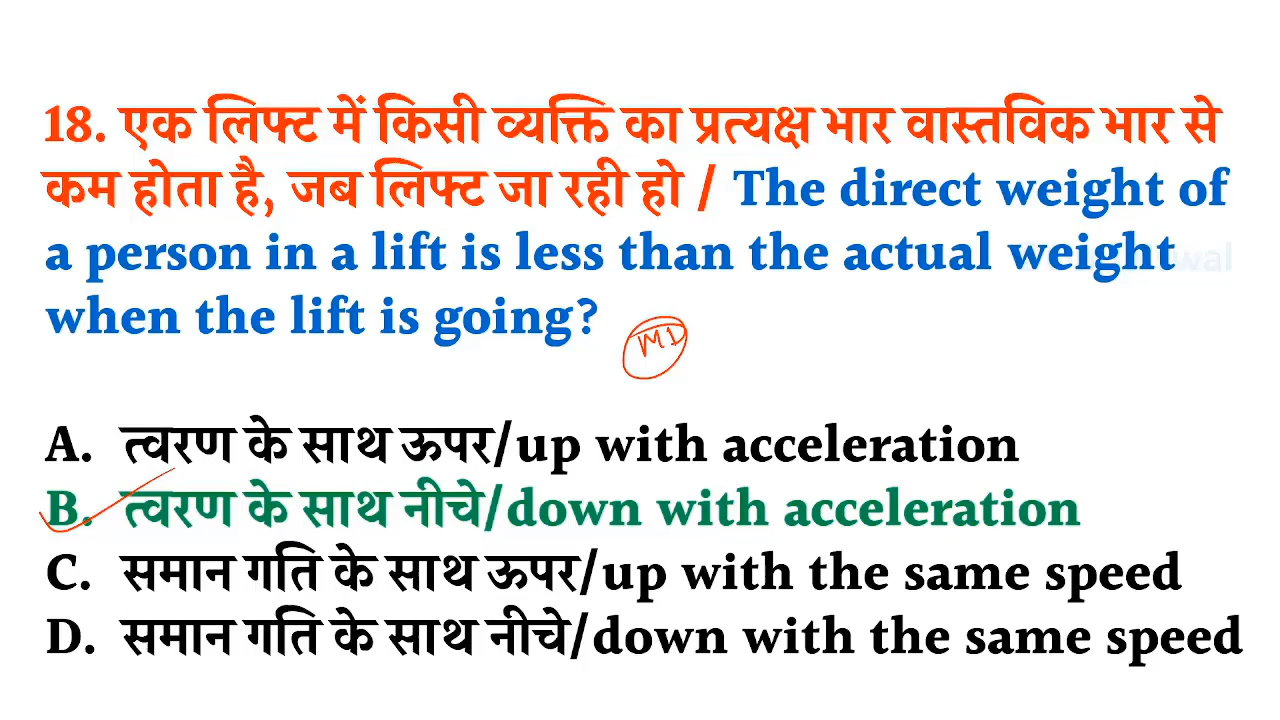 18. एक लिफ्ट में किसी व्यक्ति का प्रत्यक्ष भार वास्तविक भार से
कम होता है, जब लिफ्ट जा रही हो / The direct weight of
a person in a lift is less than the actual weight
when the lift is going?
A. त्वरण के साथ ऊपर/up with acceleration
B. त्वरण के साथ नीचे/down with acceleration
C. समान गति के साथ ऊपर/up with the same speed
D. समान गति के साथ नीचे/down with the same speed